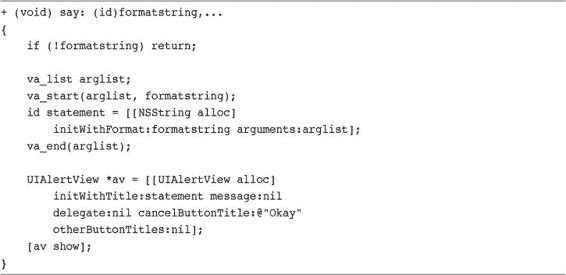 + (void) say: (id)formatstring,...
{
    if (!formatstring) return;

    va_list arglist;
    va_start(arglist, formatstring);
    id statement = [[NSString alloc]
        initWithFormat:formatstring arguments:arglist];
    va_end(arglist);

    UIAlertView *av = [[UIAlertView alloc]
        initWithTitle:statement message:nil
        delegate:nil cancelButtonTitle:@"Okay"
        otherButtonTitles:nil];
    [av show];
}